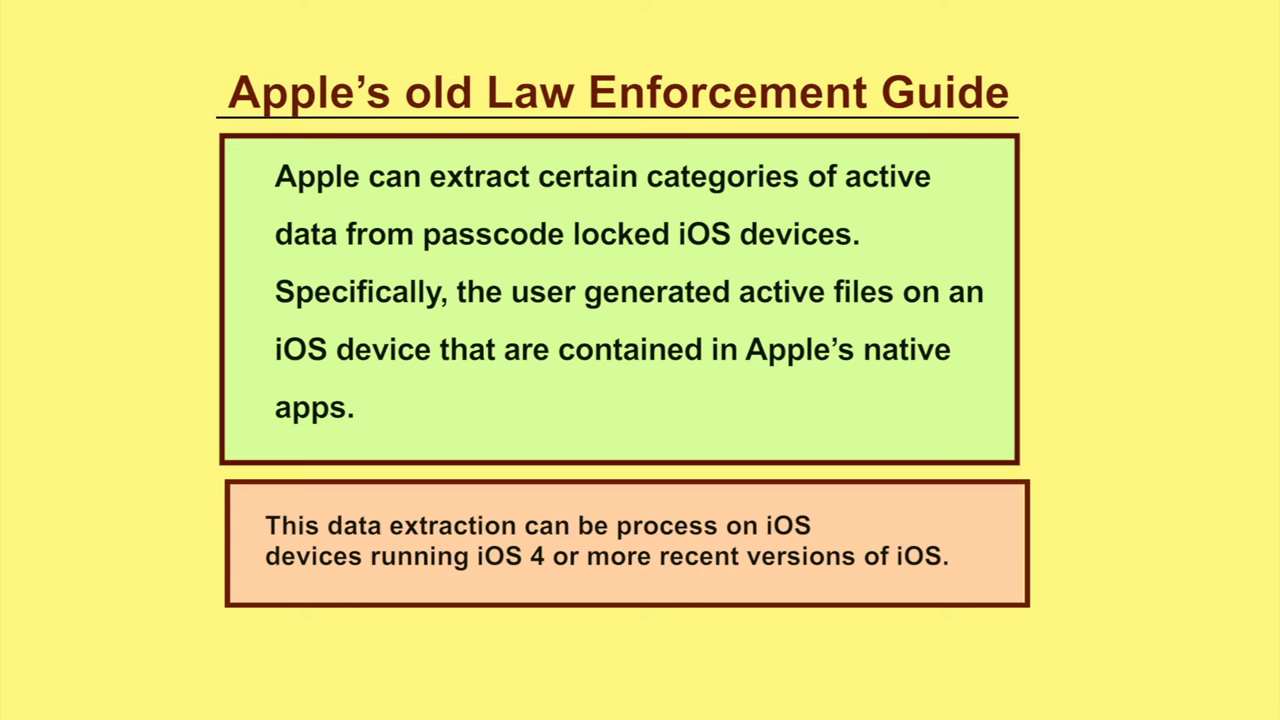 Apple’s old Law Enforcement Guide
Apple can extract certain categories of active
data from passcode locked iOS devices.
Specifically, the user generated active files on an
iOS device that are contained in Apple’s native
apps.
This data extraction can be process on iOS
devices running iOS 4 or more recent versions of iOS.